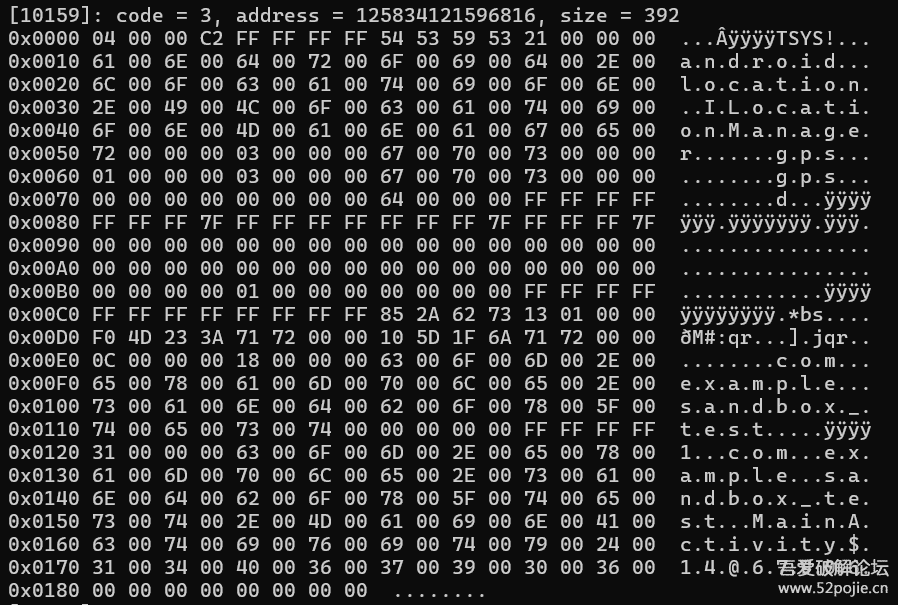 [10159]: code = 3, address = 125834121596816, size = 392
0x0000 04 00 00 C2 FF FF FF FF 54 53 59 53 21 00 00 00 ...ÂÿÿÿÿTSYS!...
0x0010 61 00 6E 00 64 00 72 00 6F 00 69 00 64 00 2E 00 a.n.d.r.o.i.d...
0x0020 6C 00 6F 00 63 00 61 00 74 00 69 00 6F 00 6E 00 l.o.c.a.t.i.o.n.
0x0030 2E 00 49 00 4C 00 6F 00 63 00 61 00 74 00 69 00 ..I.L.o.c.a.t.i.
0x0040 6F 00 6E 00 4D 00 61 00 6E 00 61 00 67 00 65 00 o.n.M.a.n.a.g.e.
0x0050 72 00 00 00 03 00 00 00 67 00 70 00 73 00 00 00 r.......g.p.s...
0x0060 01 00 00 00 03 00 00 00 67 00 70 00 73 00 00 00 ........g.p.s...
0x0070 00 00 00 00 00 00 00 00 64 00 00 00 FF FF FF FF ........d...ÿÿÿÿ
0x0080 FF FF FF 7F FF FF FF FF FF FF FF 7F FF FF FF 7F ÿÿÿ.ÿÿÿÿÿÿÿ.ÿÿÿ.
0x0090 00 00 00 00 00 00 00 00 00 00 00 00 00 00 00 00 ................
0x00A0 00 00 00 00 00 00 00 00 00 00 00 00 00 00 00 00 ................
0x00B0 00 00 00 00 01 00 00 00 00 00 00 00 FF FF FF FF ............ÿÿÿÿ
0x00C0 FF FF FF FF FF FF FF FF 85 2A 62 73 13 01 00 00 ÿÿÿÿÿÿÿÿ.*bs....
0x00D0 F0 4D 23 3A 71 72 00 00 10 5D 1F 6A 71 72 00 00 ðM#:qr...].jqr..
0x00E0 0C 00 00 00 18 00 00 00 63 00 6F 00 6D 00 2E 00 ........c.o.m...
0x00F0 65 00 78 00 61 00 6D 00 70 00 6C 00 65 00 2E 00 e.x.a.m.p.l.e...
0x0100 73 00 61 00 6E 00 64 00 62 00 6F 00 78 00 5F 00 s.a.n.d.b.o.x._.
0x0110 74 00 65 00 73 00 74 00 00 00 00 00 FF FF FF FF t.e.s.t.....ÿÿÿÿ
0x0120 31 00 00 00 63 00 6F 00 6D 00 2E 00 65 00 78 00 1...c.o.m...e.x.
0x0130 61 00 6D 00 70 00 6C 00 65 00 2E 00 73 00 61 00 a.m.p.l.e...s.a.
0x0140 6E 00 64 00 62 00 6F 00 78 00 5F 00 74 00 65 00 n.d.b.o.x._.t.e.
0x0150 73 00 74 00 2E 00 4D 00 61 00 69 00 6E 00 41 00 s.t...M.a.i.n.A.
0x0160 63 00 74 00 69 00 76 00 69 00 74 00 79 00 24 00 c.t.i.v.i.t.y.$.
0x0170 31 00 34 00 40 00 36 00 37 00 39 00 30 00 36 00 1.4.@.6.7.9.0.6.
吾爱破解论坛
0x0180 00 00 00 00 00 00 00 00 ........
www.52pojie.cn